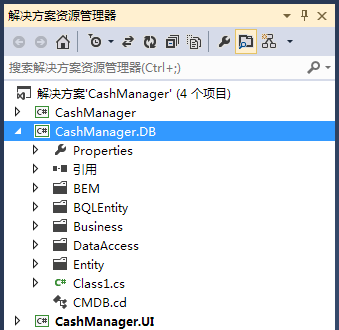 解决方案资源管理器
搜索解决方案资源管理器(Ctrl+;)
解决方案'CashManager' (4 个项目)
C# CashManager
C# CashManager.DB
Properties
引用
BEM
BQLEntity
Business
DataAccess
Entity
C# Class1.cs
CMDB.cd
C# CashManager.UI